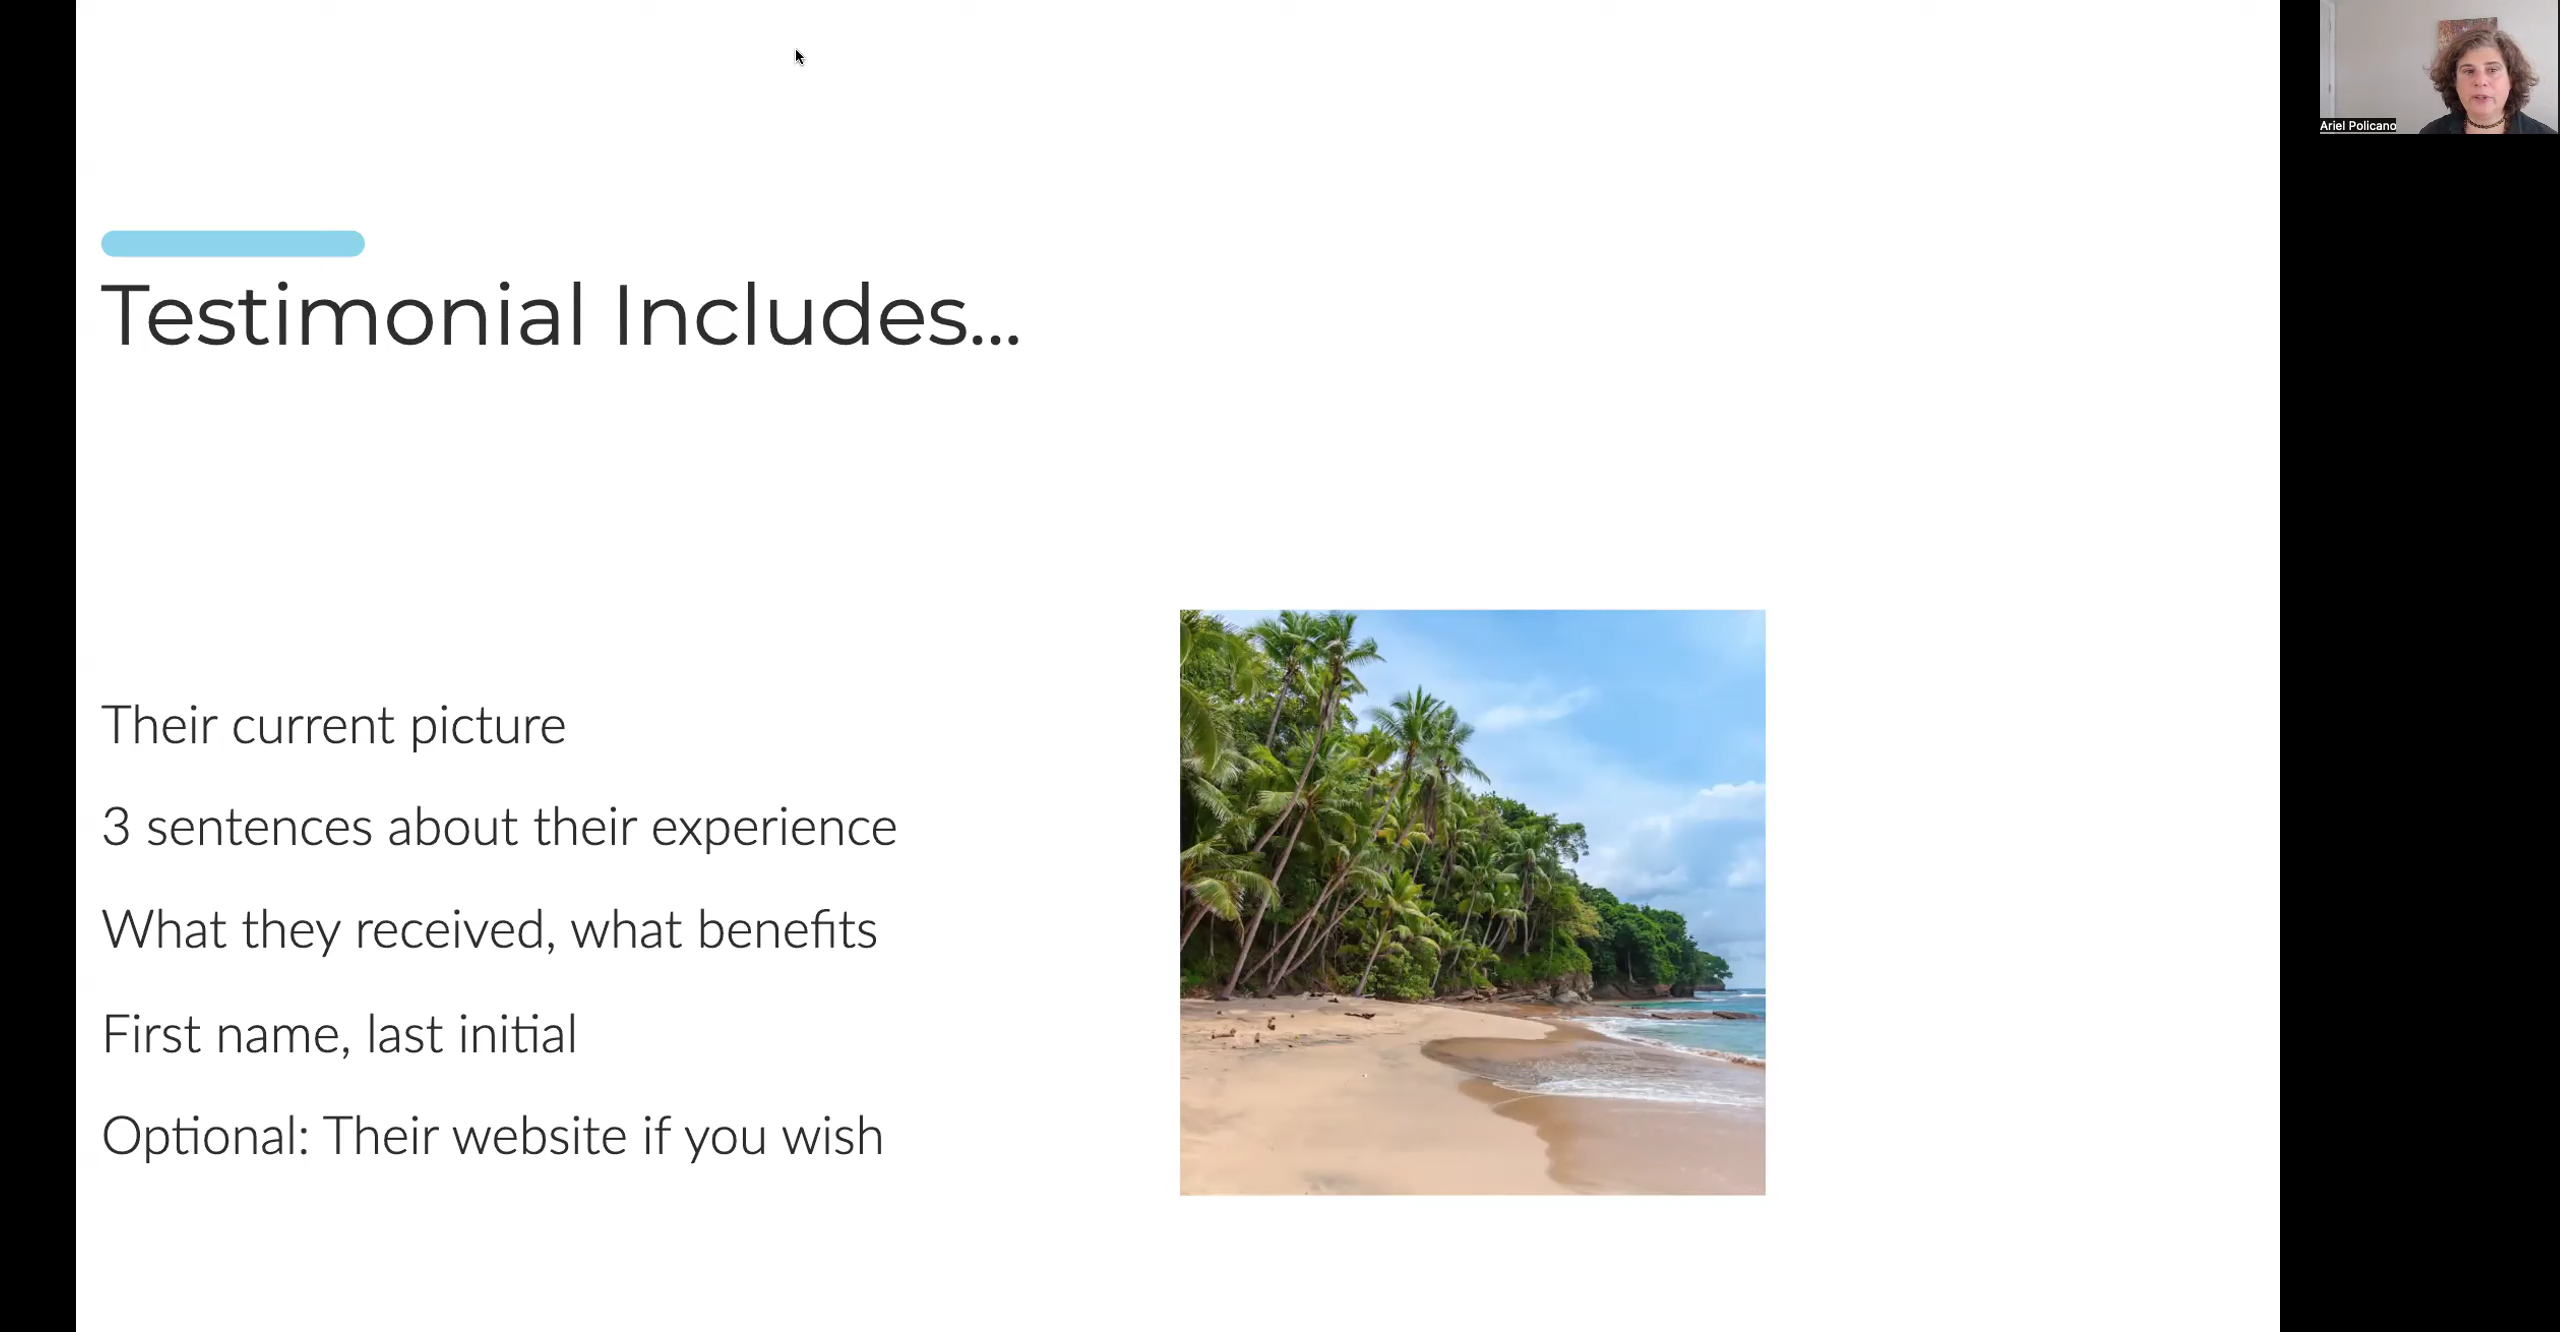 Testimonial Includes...
Their current picture
3 sentences about their experience
What they received, what benefits
First name, last initial
Optional: Their website if you wish
Ariel Policano